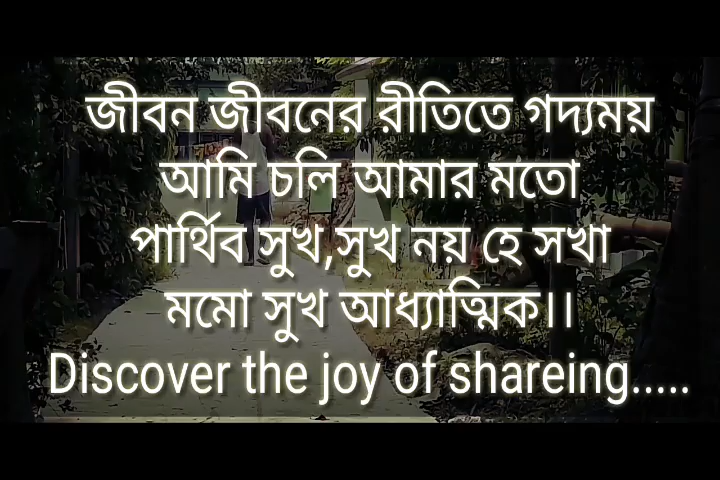 জীবন জীবনের রীতিতে গদ্যময়
আমি চলি আমার মতো
পার্থিব সুখ,সুখ নয় হে সখা
মমো সুখ আধ্যাত্মিক।।
Discover the joy of shareing.....